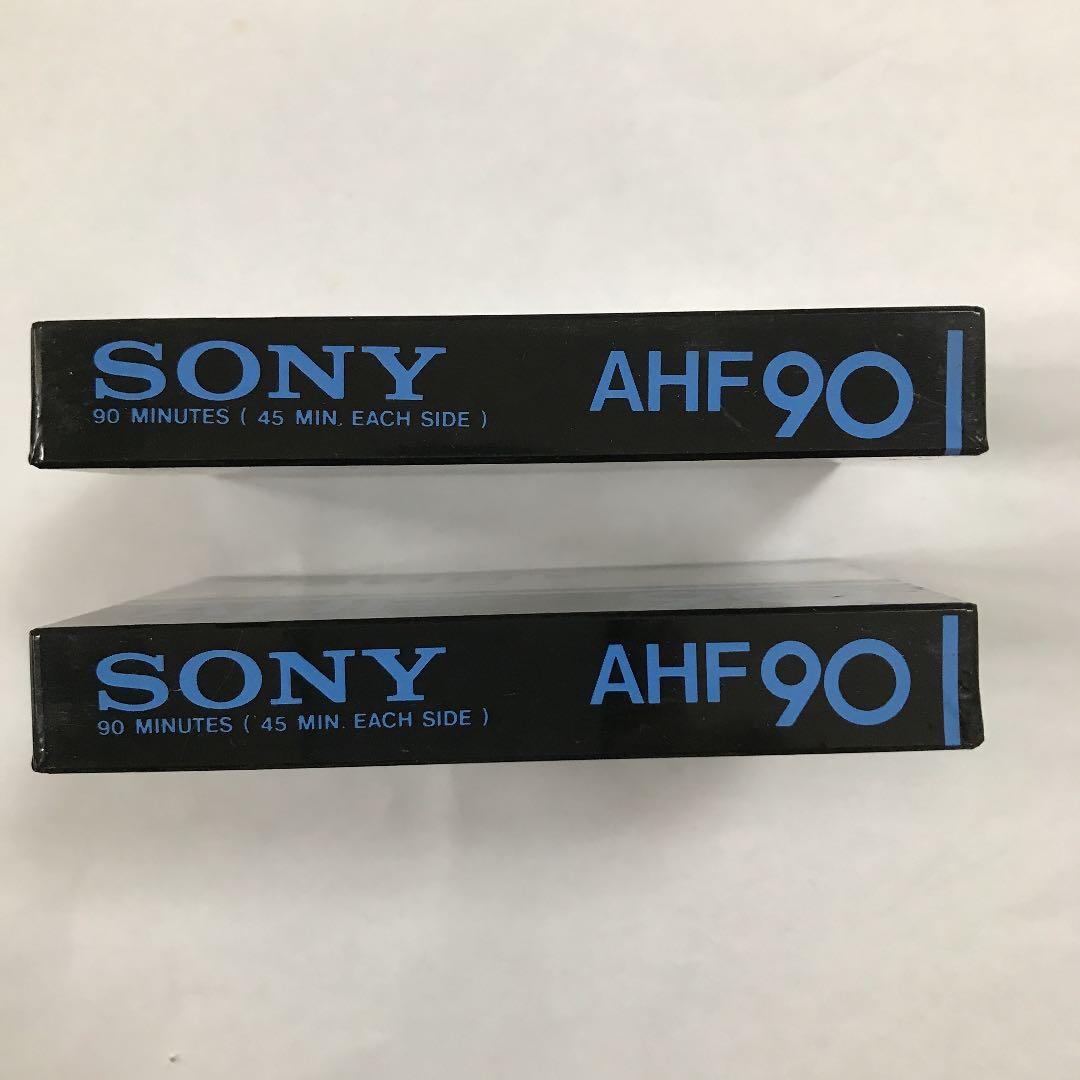 SONY AHF90
90 MINUTES ( 45 MIN. EACH SIDE )
SONY AHF90
90 MINUTES ( 45 MIN. EACH SIDE )